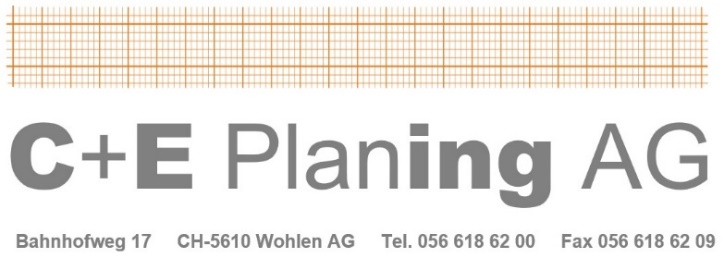 C+E Planing AG
Bahnhofweg 17 CH-5610 Wohlen AG Tel. 056 618 62 00 Fax 056 618 62 09